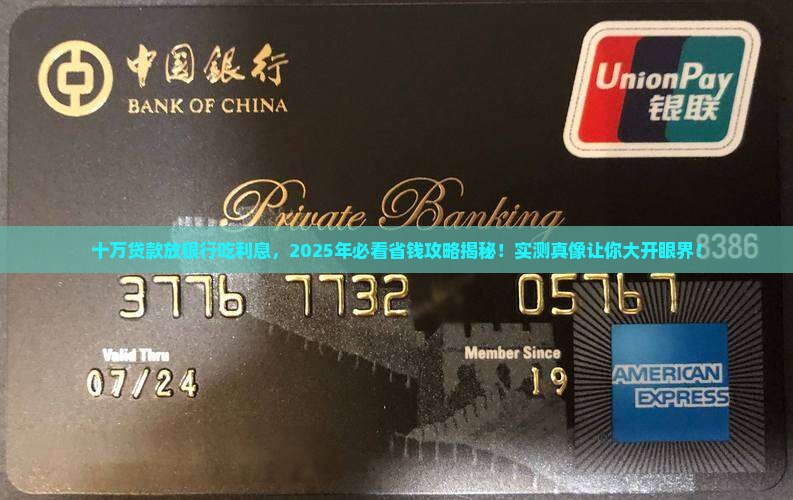 中国银行
BANK OF CHINA
UnionPay
银联
Private Banking
十万贷款放银行吃利息，2025年必看省钱攻略揭秘！实测真像让你大开眼界！
8386
3776 7732 05767
Valid Thru
Member Since
07/24
19
AMERICAN
EXPRESS